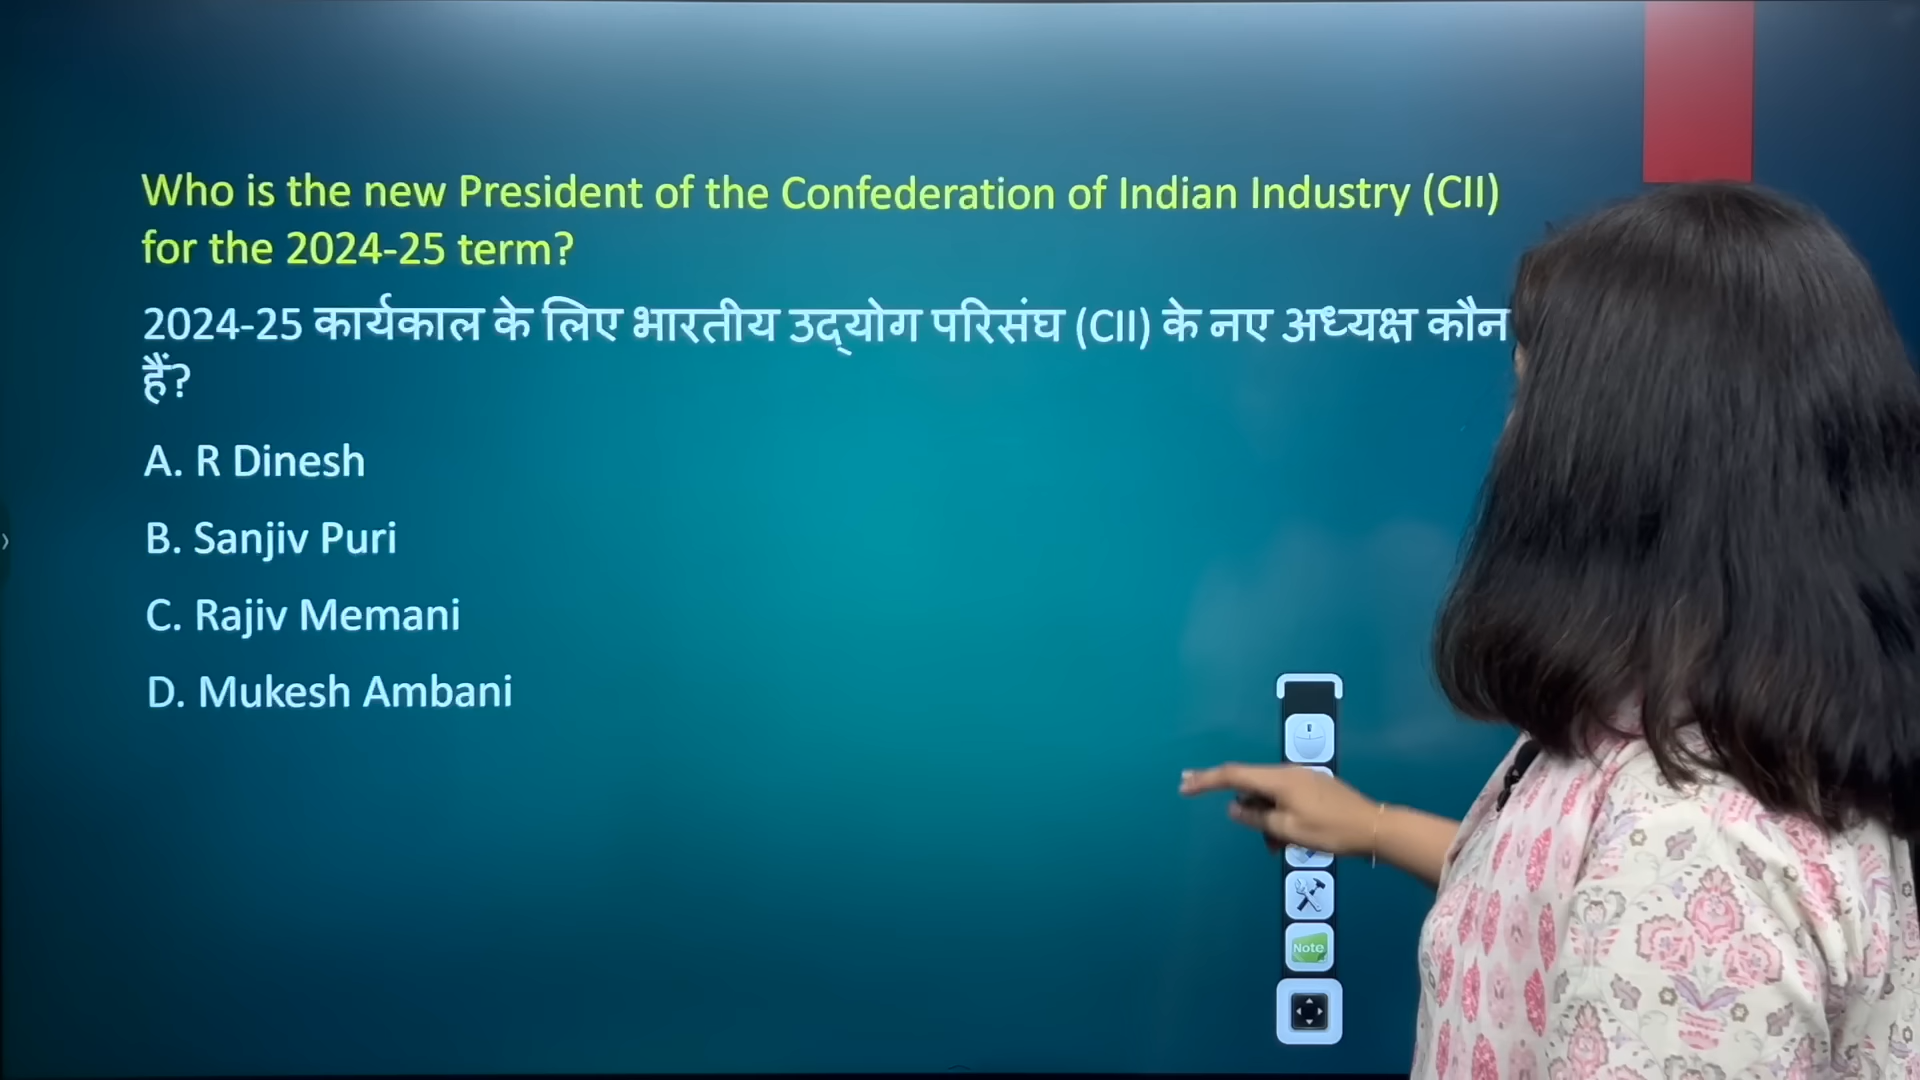 Who is the new President of the Confederation of Indian Industry (CII)
for the 2024-25 term?
2024-25 कार्यकाल के लिए भारतीय उद्योग परिसंघ (CII) के नए अध्यक्ष कौन
हैं?
A. R Dinesh
B. Sanjiv Puri
C. Rajiv Memani
D. Mukesh Ambani
Note